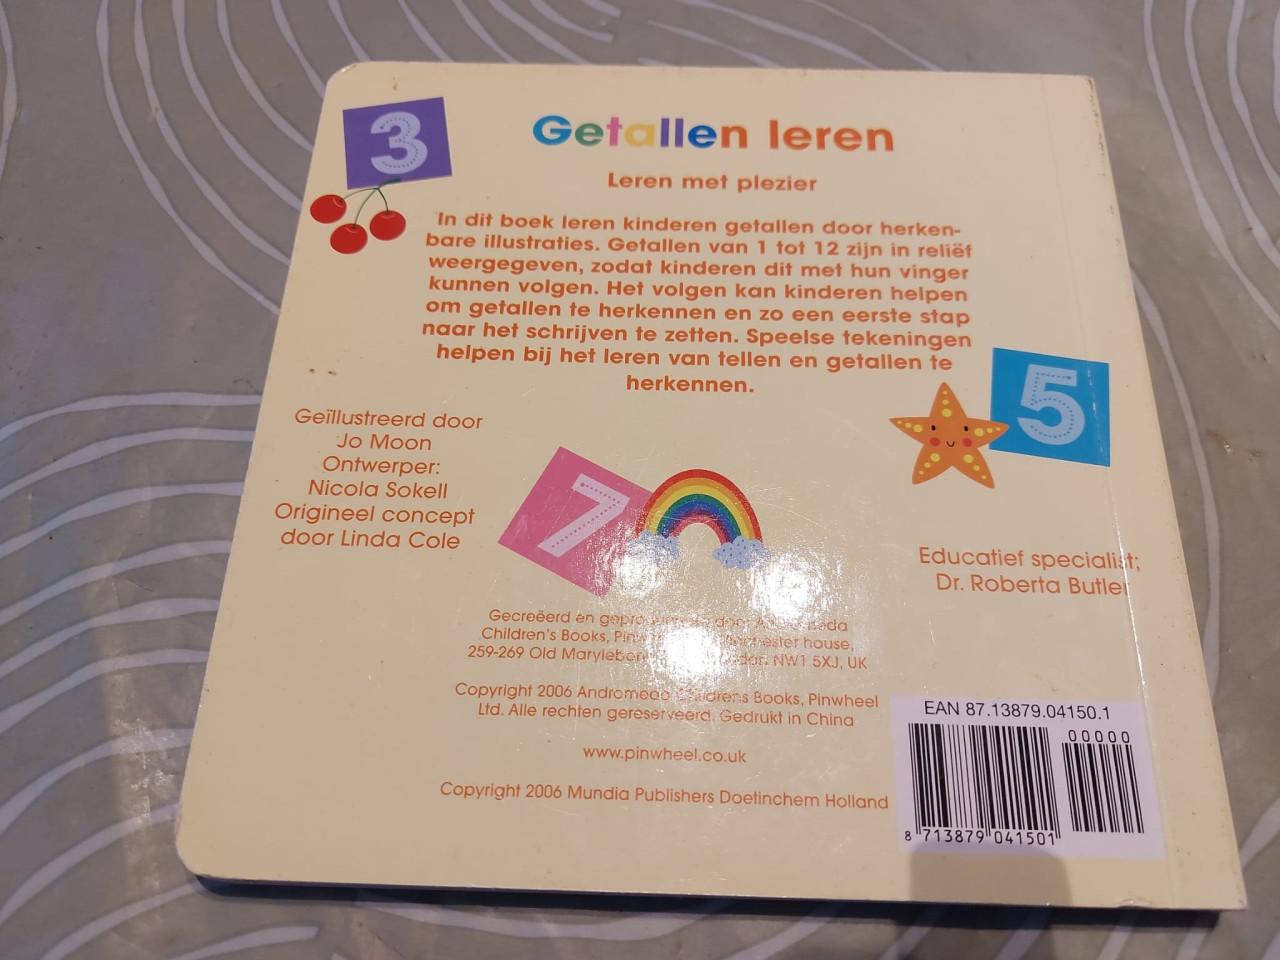 3
Getallen leren
Leren met plezier
In dit boek leren kinderen getallen door herken-
bare illustraties. Getallen van 1 tot 12 zijn in reliëf
weergegeven, zodat kinderen dit met hun vinger
kunnen volgen. Het volgen kan kinderen helpen
om getallen te herkennen en zo een eerste stap
naar het schrijven te zetten. Speelse tekeningen
helpen bij het leren van tellen en getallen te
herkennen.
5
Geïllustreerd door
Jo Moon
Ontwerper:
Nicola Sokell
Origineel concept
door Linda Cole
7
Educatief specialist;
Dr. Roberta Butler
Gecreëerd en door
Children's Books, house,
259-269 Old NW1 5XJ, UK
Copyright 2006 Andromeda Childrens Books, Pinwheel
Ltd. Alle rechten gereserveerd. Gedrukt in China
www.pinwheel.co.uk
Copyright 2006 Mundia Publishers Doetinchem Holland
EAN 87.13879.04150.1
00000
8 713879 041501